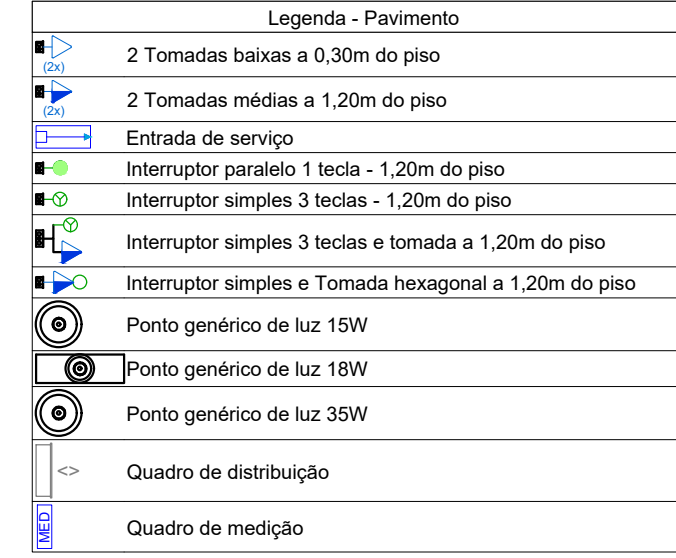 Legenda - Pavimento
(2x)
2 Tomadas baixas a 0,30m do piso
(2x)
2 Tomadas médias a 1,20m do piso
Entrada de serviço
Interruptor paralelo 1 tecla - 1,20m do piso
Interruptor simples 3 teclas - 1,20m do piso
Interruptor simples 3 teclas e tomada a 1,20m do piso
Interruptor simples e Tomada hexagonal a 1,20m do piso
Ponto genérico de luz 15W
Ponto genérico de luz 18W
Ponto genérico de luz 35W
<>
Quadro de distribuição
MED
Quadro de medição